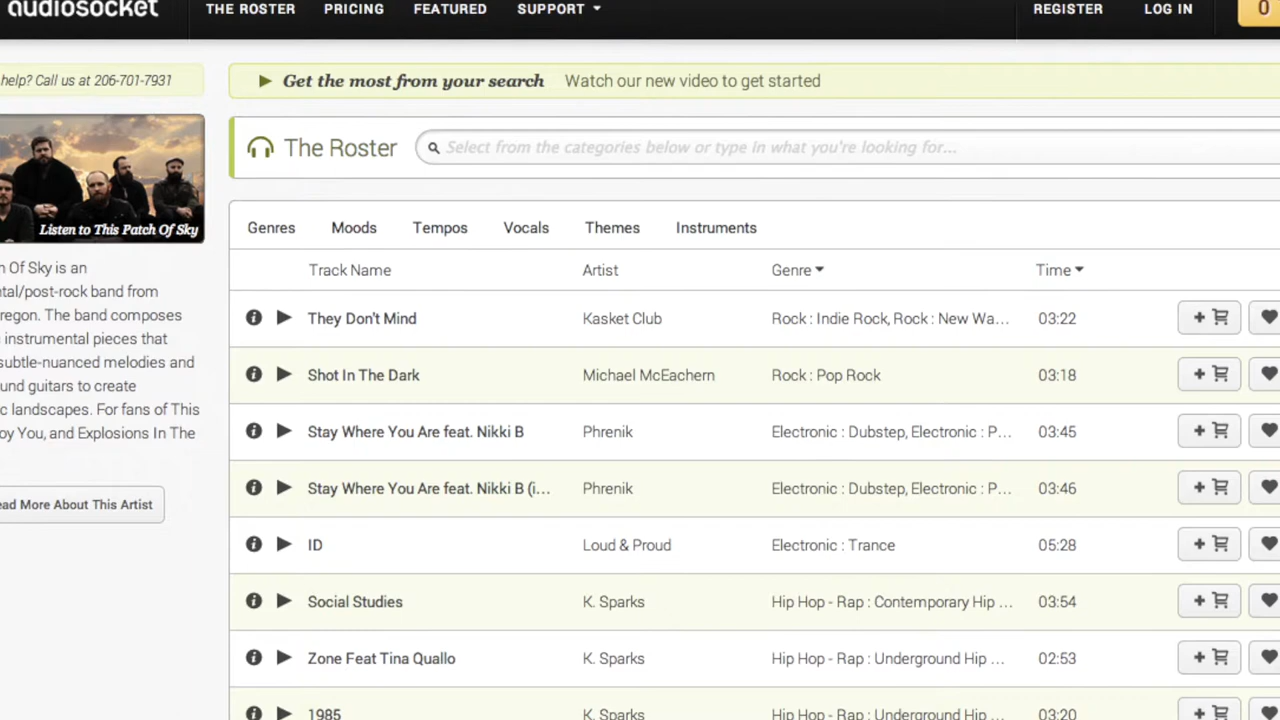 audiosocket THE ROSTER PRICING FEATURED SUPPORT REGISTER LOG IN 0
help? Call us at 206-701-7931
Get the most from your search Watch our new video to get started
The Roster Select from the categories below or type in what you're looking for...
Listen to This Patch Of Sky
Of Sky is an
ntal/post-rock band from
regon. The band composes
instrumental pieces that
subtle-nuanced melodies and
und guitars to create
c landscapes. For fans of This
oy You, and Explosions In The
ead More About This Artist
Genres Moods Tempos Vocals Themes Instruments
Track Name Artist Genre Time
They Don't Mind Kasket Club Rock : Indie Rock, Rock : New Wa... 03:22
Shot In The Dark Michael McEachern Rock : Pop Rock 03:18
Stay Where You Are feat. Nikki B Phrenik Electronic : Dubstep, Electronic : P... 03:45
Stay Where You Are feat. Nikki B (i... Phrenik Electronic : Dubstep, Electronic : P... 03:46
ID Loud & Proud Electronic : Trance 05:28
Social Studies K. Sparks Hip Hop - Rap : Contemporary Hip ... 03:54
Zone Feat Tina Quallo K. Sparks Hip Hop - Rap : Underground Hip ... 02:53
1985 K. Sparks Hip Hop - Rap : Underground Hip ... 03:20